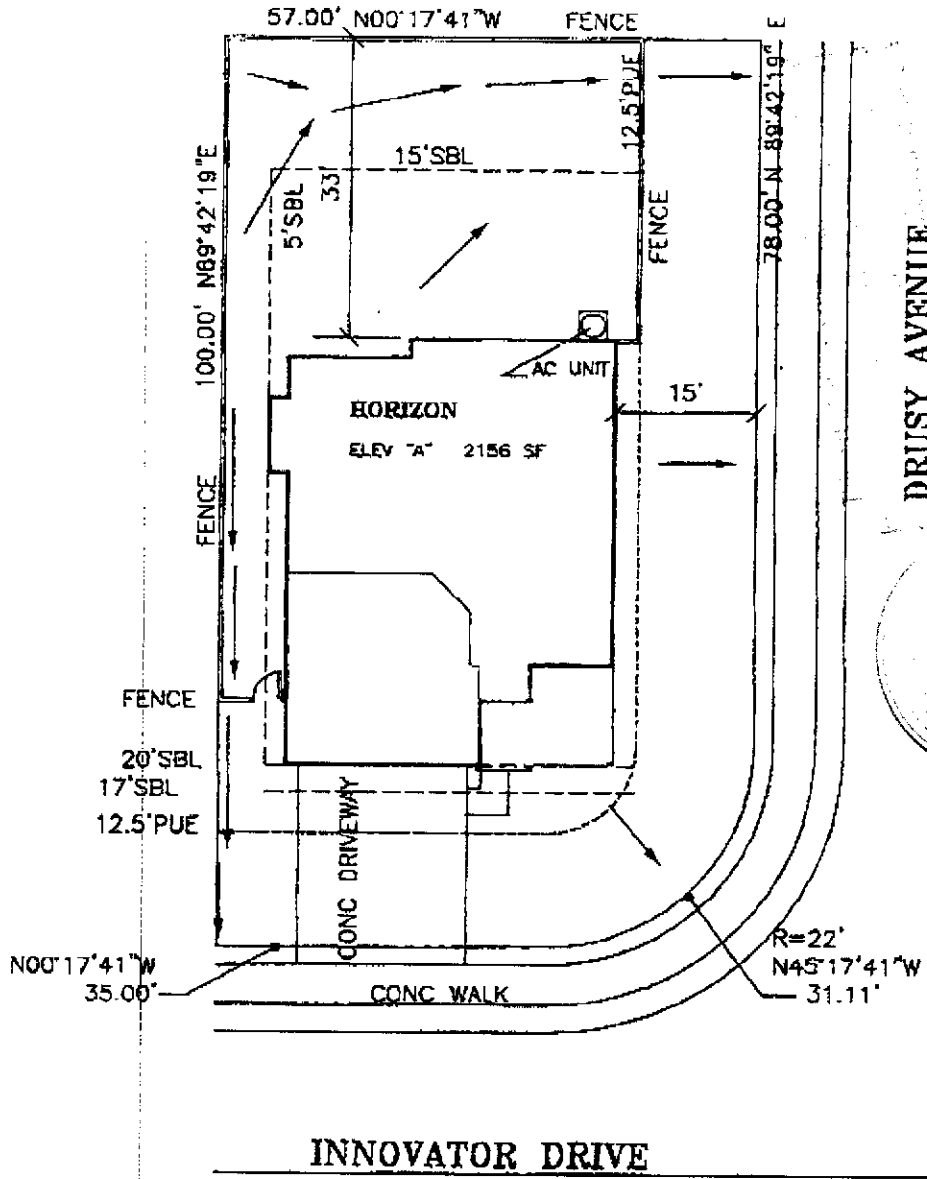 57.00' N00°17'41"W FENCE
100.00' N89°42'19"E
15'SBL
5'SBL
33'
12.5'PUE
FENCE
78.00' N 89°42'19" E
DRUSY AVENUE
AC UNIT
HORIZON
ELEV "A" 2156 SF
15'
FENCE
FENCE
20'SBL
17'SBL
12.5'PUE
CONC DRIVEWAY
N00°17'41"W
35.00'
CONC WALK
R=22'
N45°17'41"W
31.11'
INNOVATOR DRIVE